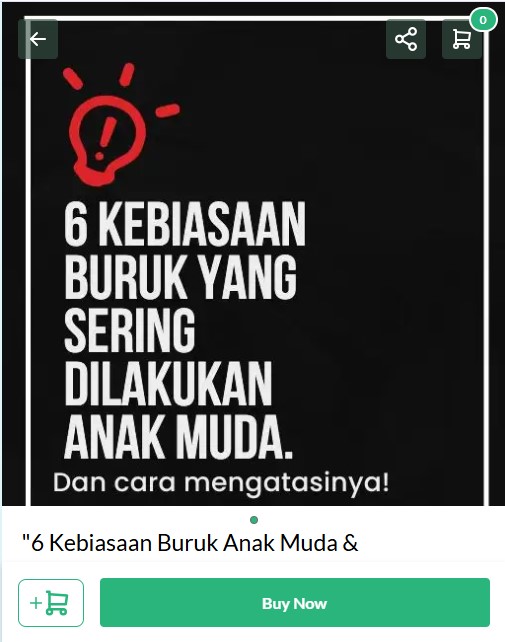 0
6 KEBIASAAN
BURUK YANG
SERING
DILAKUKAN
ANAK MUDA.
Dan cara mengatasinya!
"6 Kebiasaan Buruk Anak Muda &
+
Buy Now